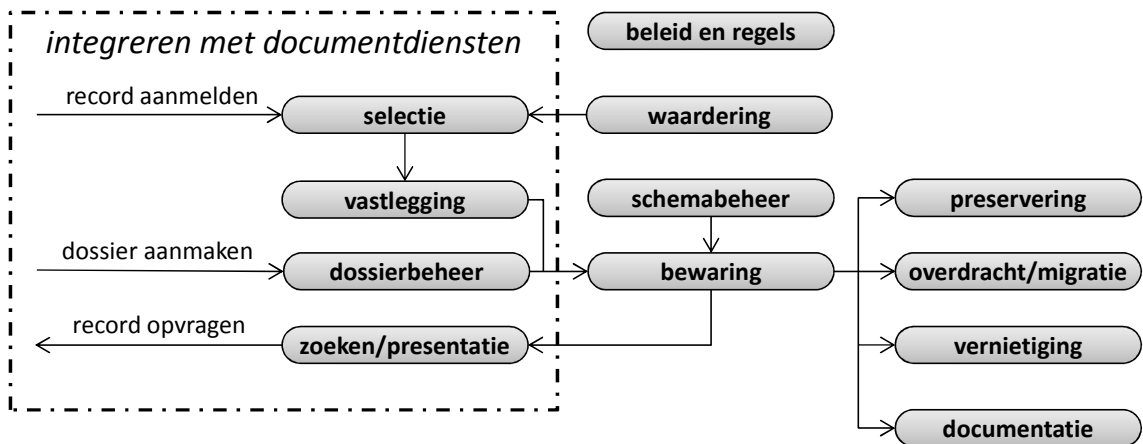 integreren met documentdiensten
beleid en regels
record aanmelden
selectie
waardering
vastlegging
schemabeheer
preservering
dossier aanmaken
dossierbeheer
bewaring
overdracht/migratie
record opvragen
zoeken/presentatie
vernietiging
documentatie